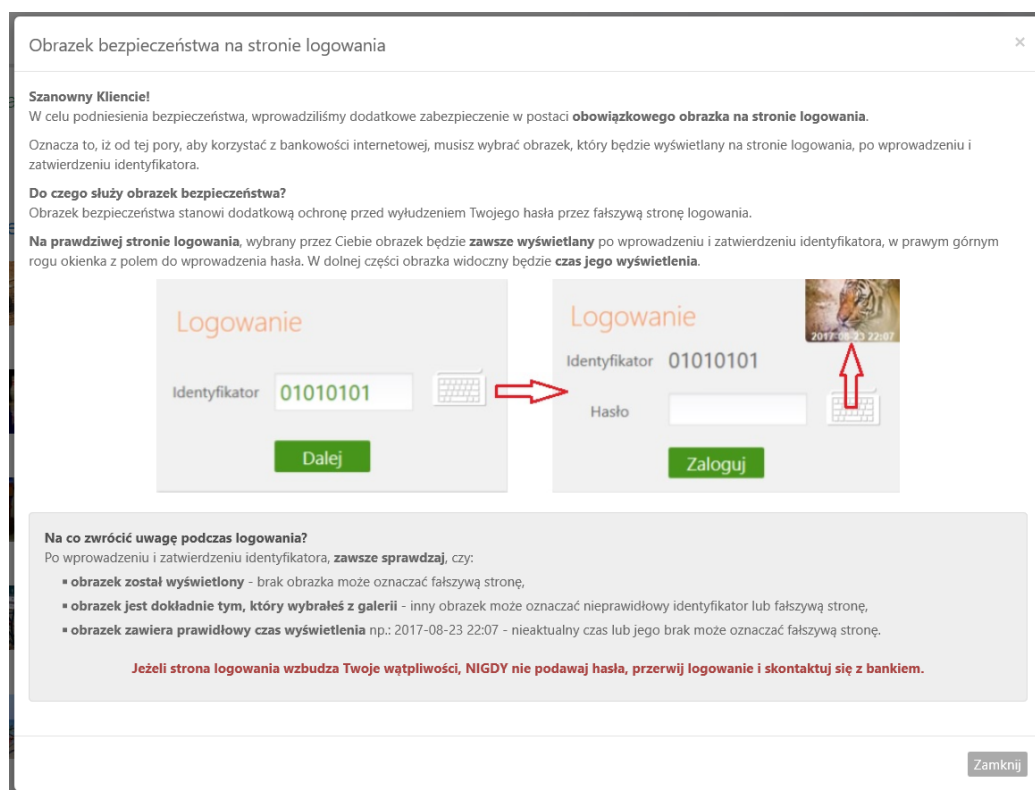 Obrazek bezpieczeństwa na stronie logowania
×
Szanowny Kliencie!
W celu podniesienia bezpieczeństwa, wprowadziliśmy dodatkowe zabezpieczenie w postaci obowiązkowego obrazka na stronie logowania.
Oznacza to, iż od tej pory, aby korzystać z bankowości internetowej, musisz wybrać obrazek, który będzie wyświetlany na stronie logowania, po wprowadzeniu i
zatwierdzeniu identyfikatora.
Do czego służy obrazek bezpieczeństwa?
Obrazek bezpieczeństwa stanowi dodatkową ochronę przed wyłudzeniem Twojego hasła przez fałszywą stronę logowania.
Na prawdziwej stronie logowania, wybrany przez Ciebie obrazek będzie zawsze wyświetlany po wprowadzeniu i zatwierdzeniu identyfikatora, w prawym górnym
rogu okienka z polem do wprowadzenia hasła. W dolnej części obrazka widoczny będzie czas jego wyświetlenia.
Logowanie
Identyfikator 01010101
Dalej
Logowanie
2017-08-23 22:07
Identyfikator 01010101
Hasło
Zaloguj
Na co zwrócić uwagę podczas logowania?
Po wprowadzeniu i zatwierdzeniu identyfikatora, zawsze sprawdzaj, czy:
▪ obrazek został wyświetlony - brak obrazka może oznaczać fałszywą stronę,
▪ obrazek jest dokładnie tym, który wybrałeś z galerii - inny obrazek może oznaczać nieprawidłowy identyfikator lub fałszywą stronę,
▪ obrazek zawiera prawidłowy czas wyświetlenia np.: 2017-08-23 22:07 - nieaktualny czas lub jego brak może oznaczać fałszywą stronę.
Jeżeli strona logowania wzbudza Twoje wątpliwości, NIGDY nie podawaj hasła, przerwij logowanie i skontaktuj się z bankiem.
Zamknij